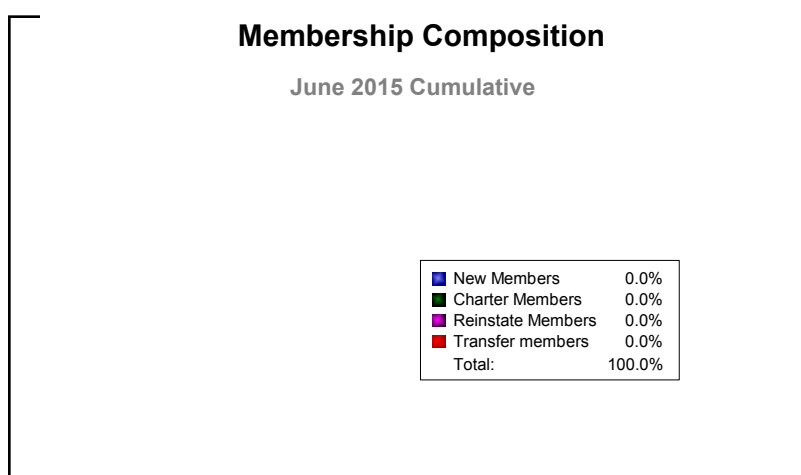 Membership Composition
June 2015 Cumulative
New Members 0.0%
Charter Members 0.0%
Reinstate Members 0.0%
Transfer members 0.0%
Total: 100.0%